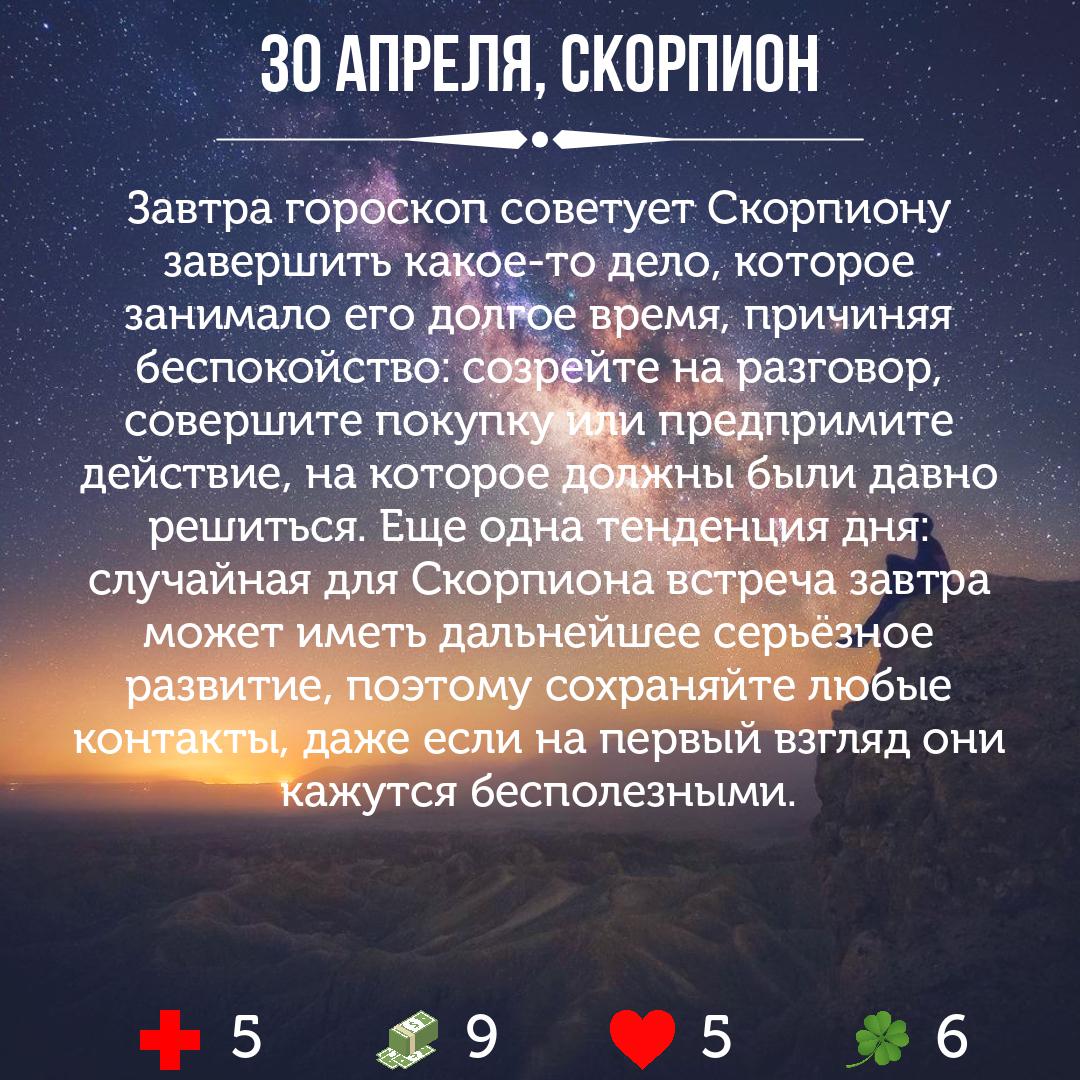 30 АПРЕЛЯ, СКОРПИОН
Завтра гороскоп советует Скорпиону
завершить какое-то дело, которое
занимало его долгое время, причиняя
беспокойство: созрейте на разговор,
совершите покупку или предпримите
действие, на которое должны были давно
решиться. Еще одна тенденция дня:
случайная для Скорпиона встреча завтра
может иметь дальнейшее серьёзное
развитие, поэтому сохраняйте любые
контакты, даже если на первый взгляд они
кажутся бесполезными.
5 9 5 6